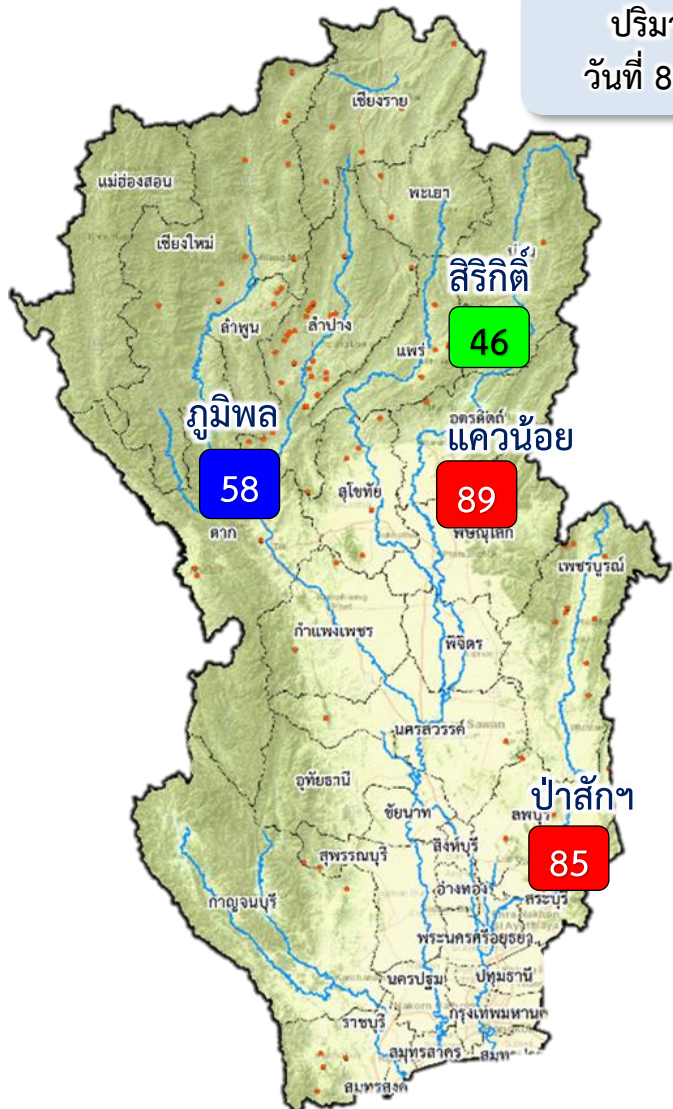 ปริมา
วันที่ 8
เชียงราย
แม่ฮ่องสอน
พะเยา
เชียงใหม่
สิริกิติ์
46
ลำพูน
ลำปาง
แพร่
ภูมิพล
58
อุตรดิตถ์
แควน้อย
89
สุโขทัย
ตาก
พิษณุโลก
เพชรบูรณ์
กำแพงเพชร
พิจิตร
นครสวรรค์
Sawan
อุทัยธานี
ป่าสักฯ
85
ชัยนาท
ลพบุรี
สิงห์บุรี
สุพรรณบุรี
อ่างทอง
สระบุรี
กาญจนบุรี
พระนครศรีอยุธยา
นครปฐม
ปทุมธานี
ราชบุรี
กรุงเทพมหานค
สมุทรสาคร
สมุทรสงค